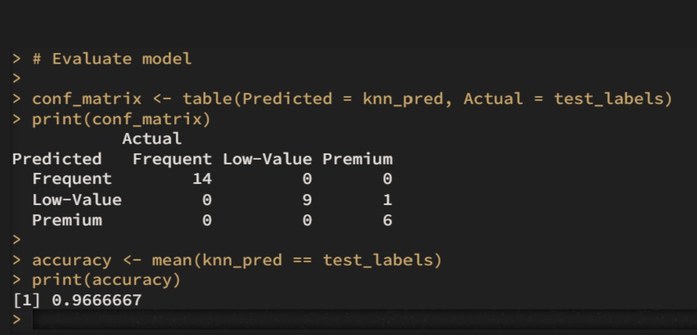 > # Evaluate model
>
> conf_matrix <- table(Predicted = knn_pred, Actual = test_labels)
> print(conf_matrix)
            Actual
Predicted    Frequent Low-Value Premium
  Frequent         14         0       0
  Low-Value         0         9       1
  Premium           0         0       6
>
> accuracy <- mean(knn_pred == test_labels)
> print(accuracy)
[1] 0.9666667
>